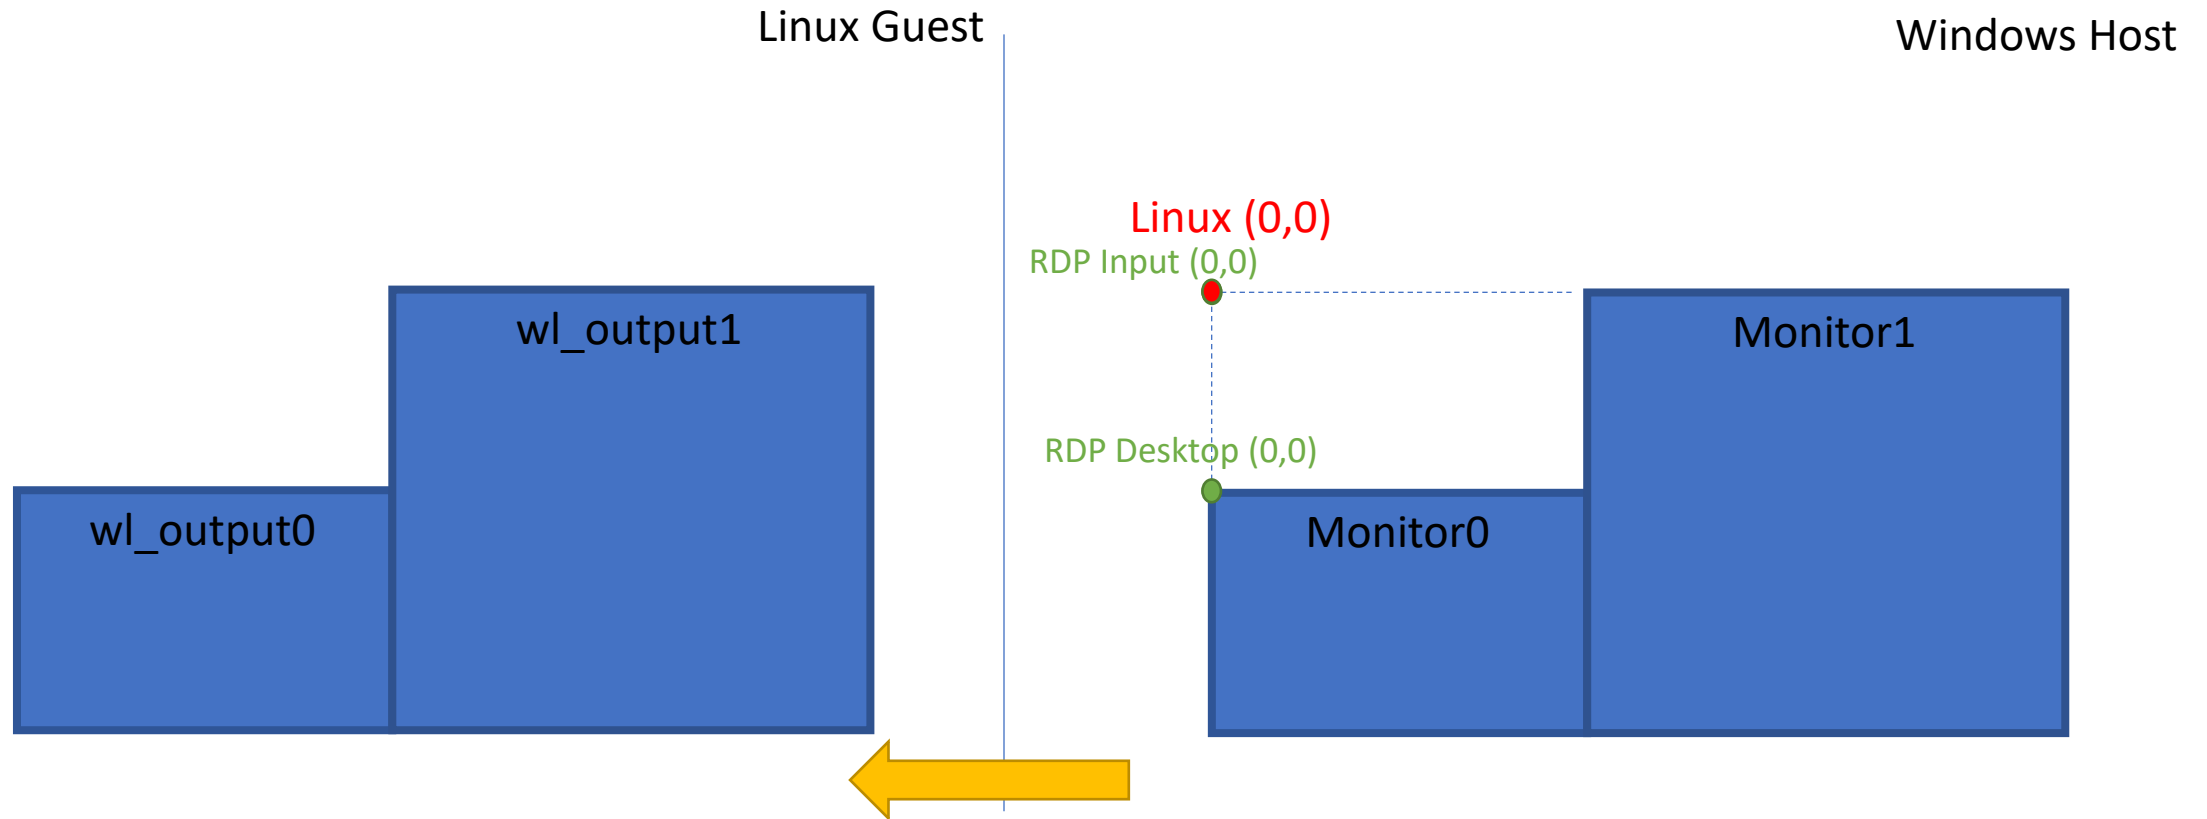 Linux Guest
Windows Host
Linux (0,0)
RDP Input (0,0)
wl_output1
Monitor1
RDP Desktop (0,0)
wl_output0
Monitor0